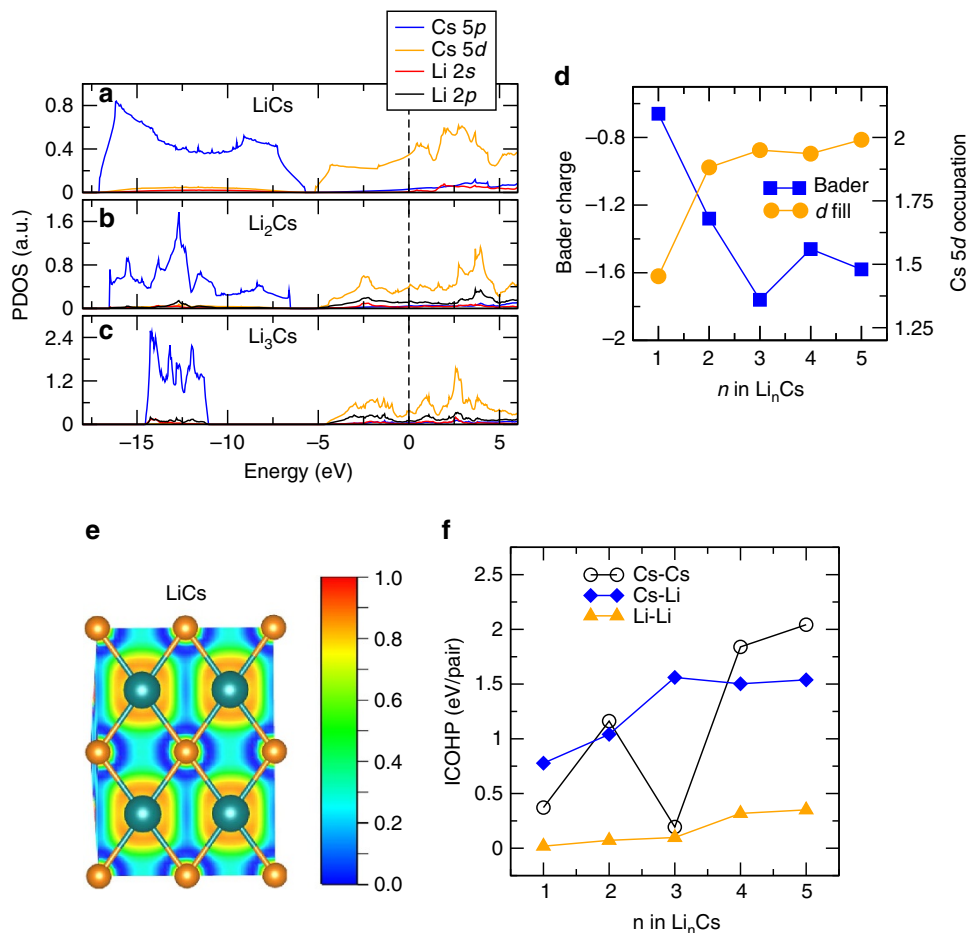 Cs 5p
Cs 5d
Li 2s
Li 2p
a
LiCs
0.8
0.4
0
b
Li₂Cs
1.6
0.8
0
c
Li₃Cs
2.4
1.2
0
PDOS (a.u.)
–15
–10
–5
0
5
Energy (eV)
d
–0.8
–1.2
–1.6
–2
Bader charge
Bader
d fill
2
1.75
1.5
1.25
Cs 5d occupation
1
2
3
4
5
n in LiₙCs
e
LiCs
1.0
0.8
0.6
0.4
0.2
0.0
f
Cs-Cs
Cs-Li
Li-Li
2.5
2
1.5
1
0.5
0
ICOHP (eV/pair)
1
2
3
4
5
n in LiₙCs